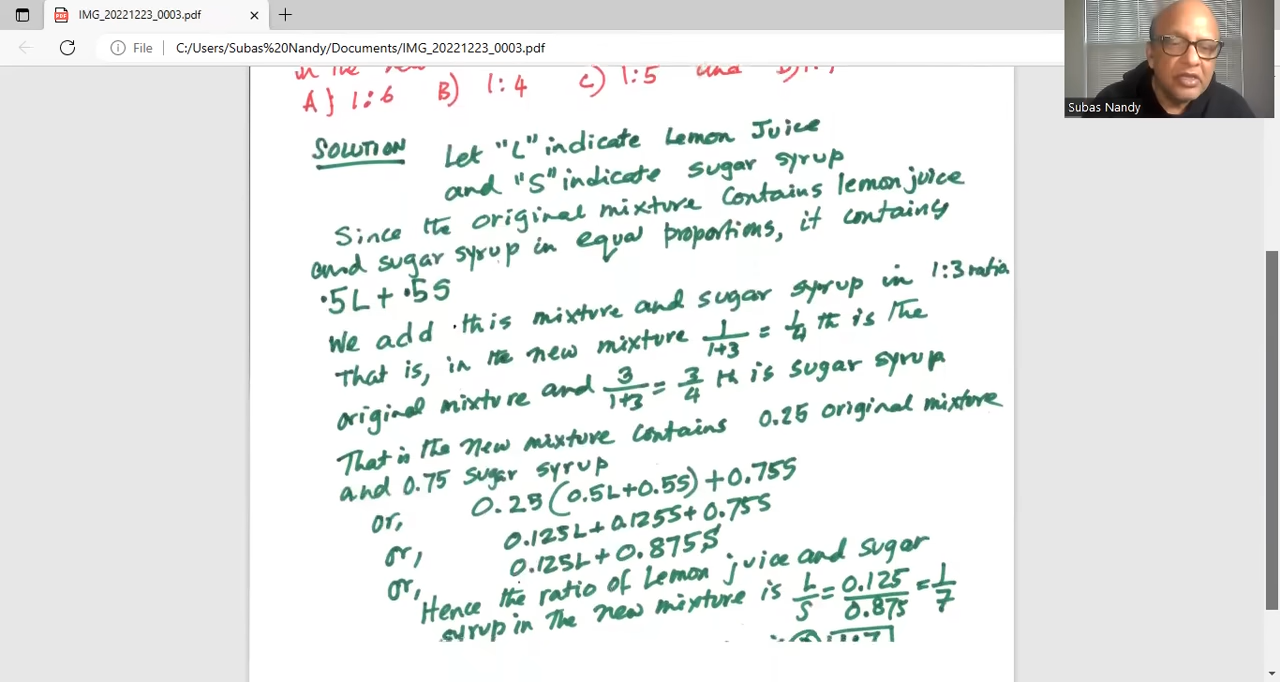 IMG_20221223_0003.pdf
File C:/Users/Subas%20Nandy/Documents/IMG_20221223_0003.pdf
Subas Nandy
in the
A} 1:6 B) 1:4 C) 1:5 and
SOLUTION Let "L" indicate Lemon Juice
and "S" indicate sugar syrup
Since the original mixture contains lemon juice
and sugar syrup in equal proportions, it contains
.5L + .5S
We add this mixture and sugar syrup in 1:3 ratio
That is, in the new mixture 1/(1+3) = 1/4 th is the
original mixture and 3/(1+3) = 3/4 th is sugar syrup
That is the new mixture contains 0.25 original mixture
and 0.75 sugar syrup
0.25(0.5L+0.5S)+0.75S
or, 0.125L+0.125S+0.75S
or, 0.125L+0.875S
or, Hence the ratio of Lemon juice and sugar
syrup in the new mixture is L/S = 0.125/0.875 = 1/7